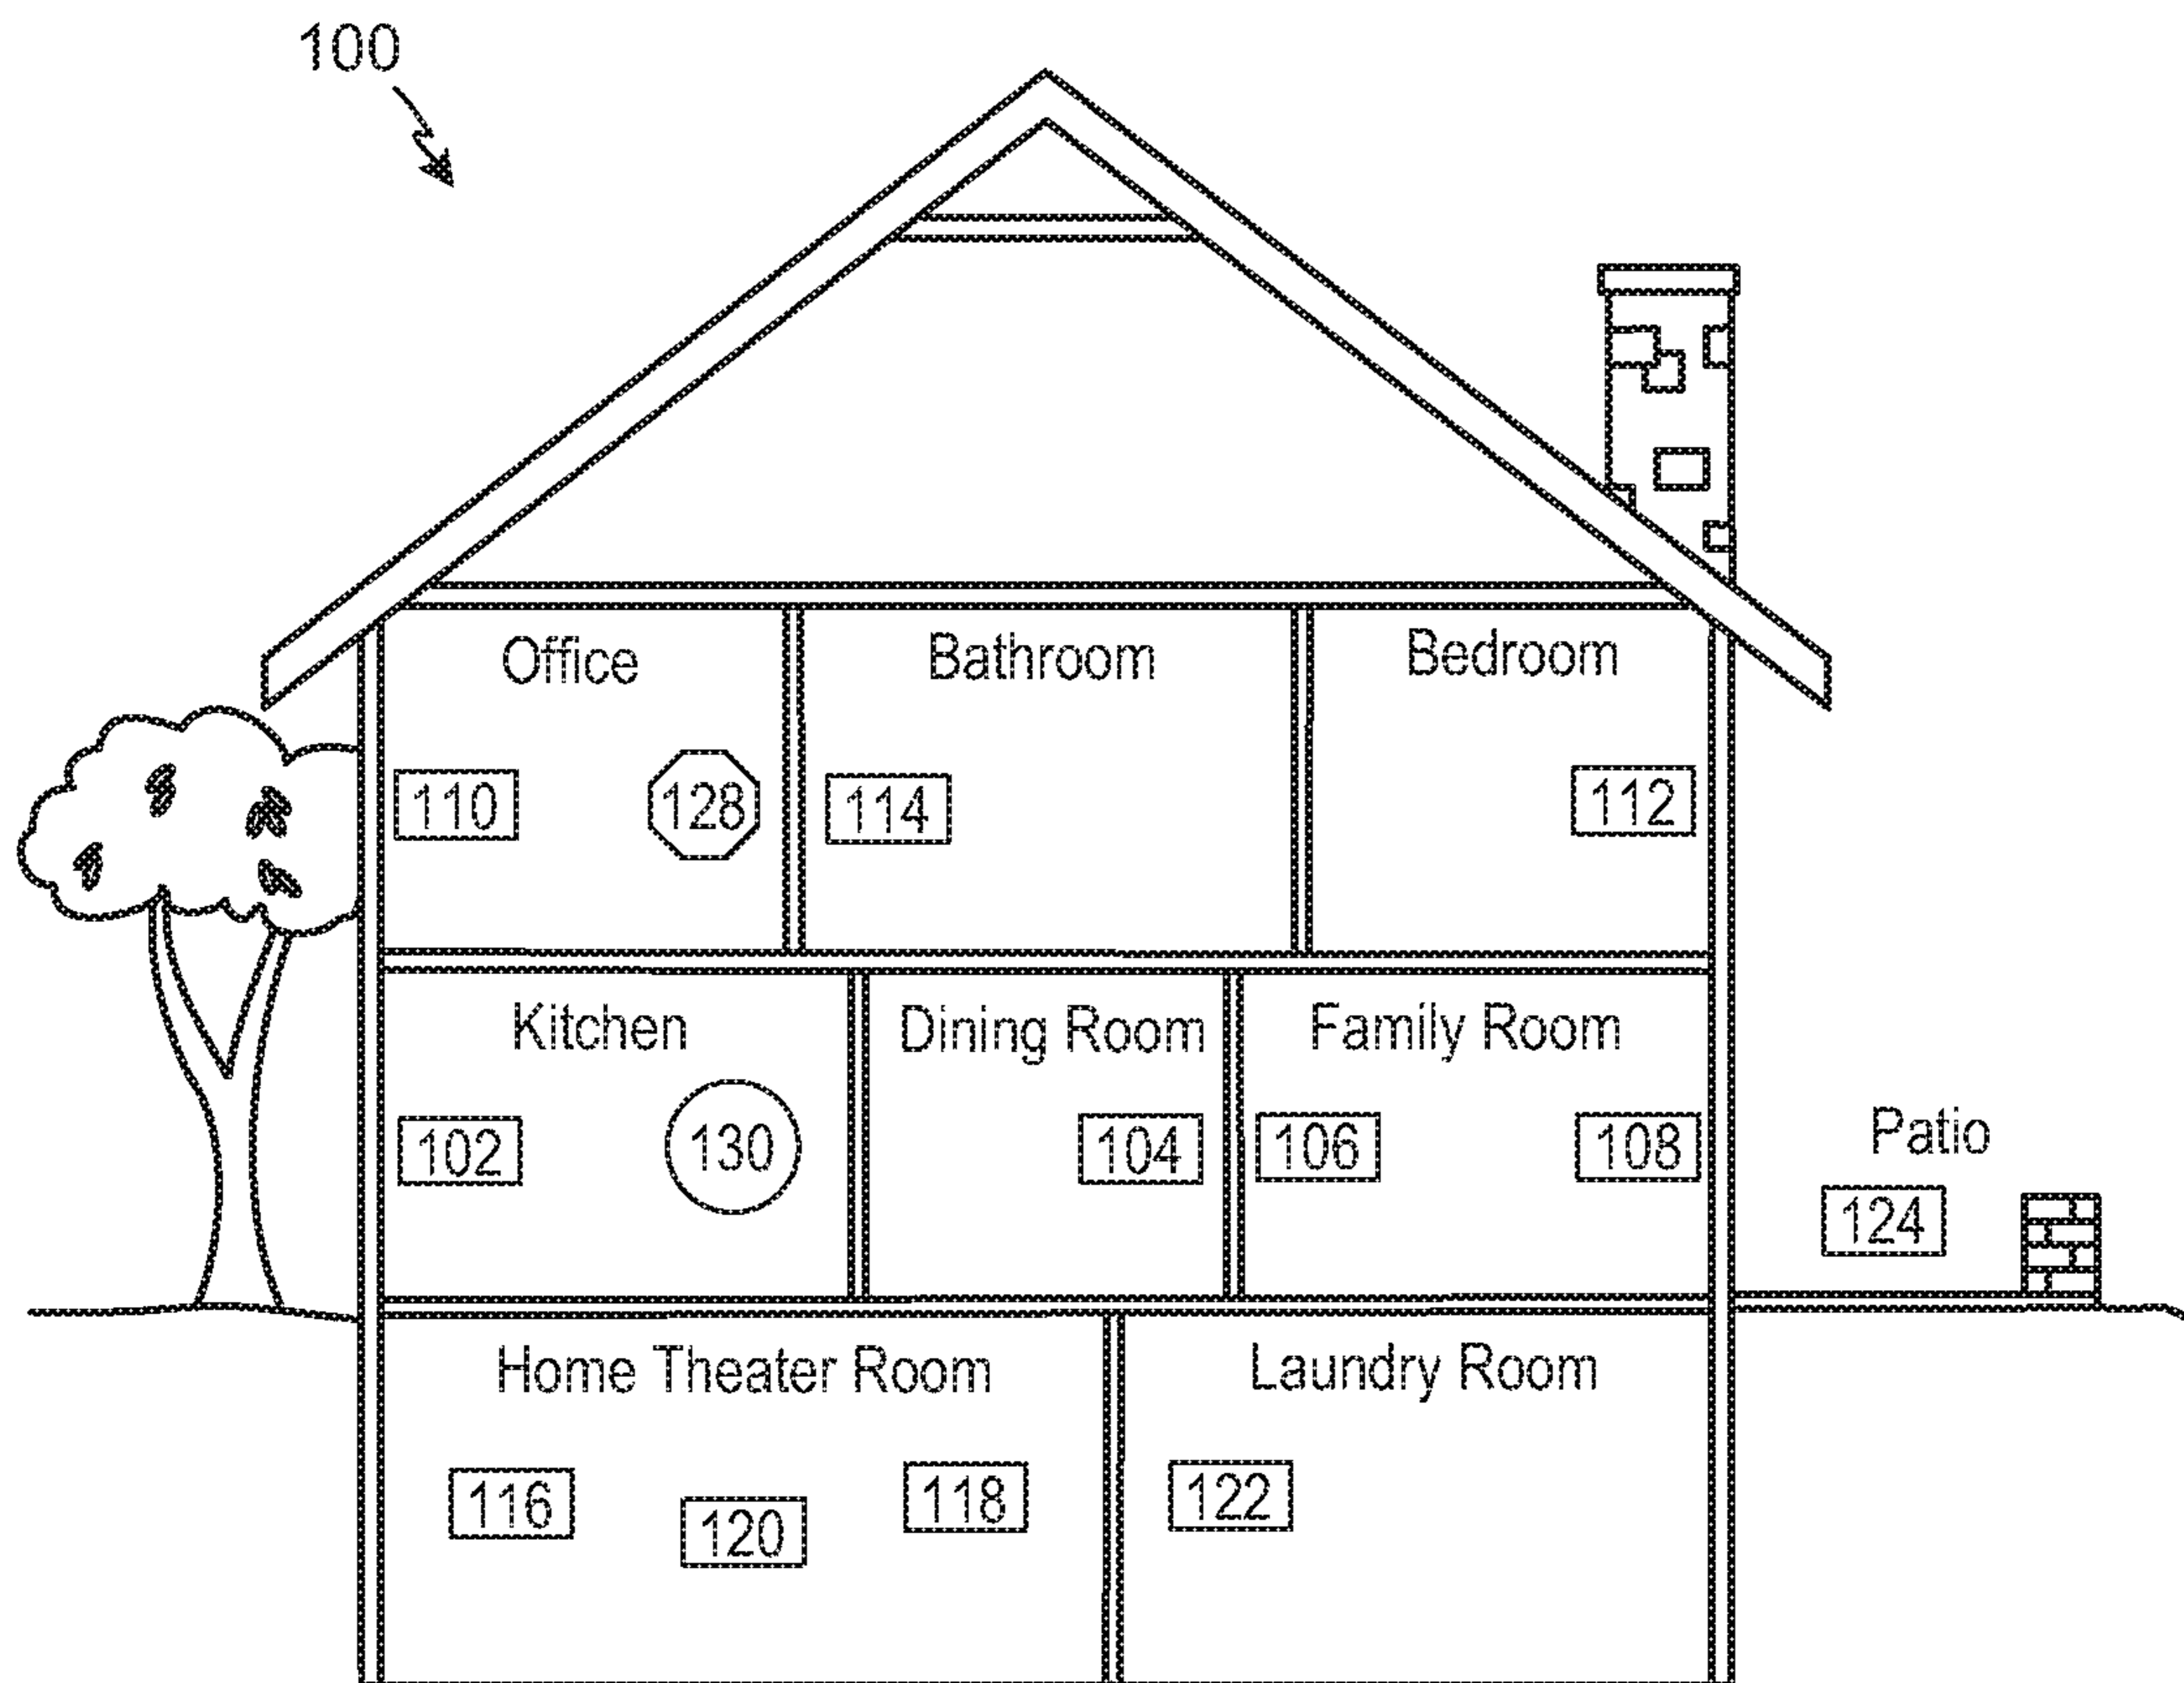 100
Office
Bathroom
Bedroom
110
128
114
112
Kitchen
Dining Room
Family Room
102
130
104
106
108
Patio
124
Home Theater Room
Laundry Room
116
120
118
122